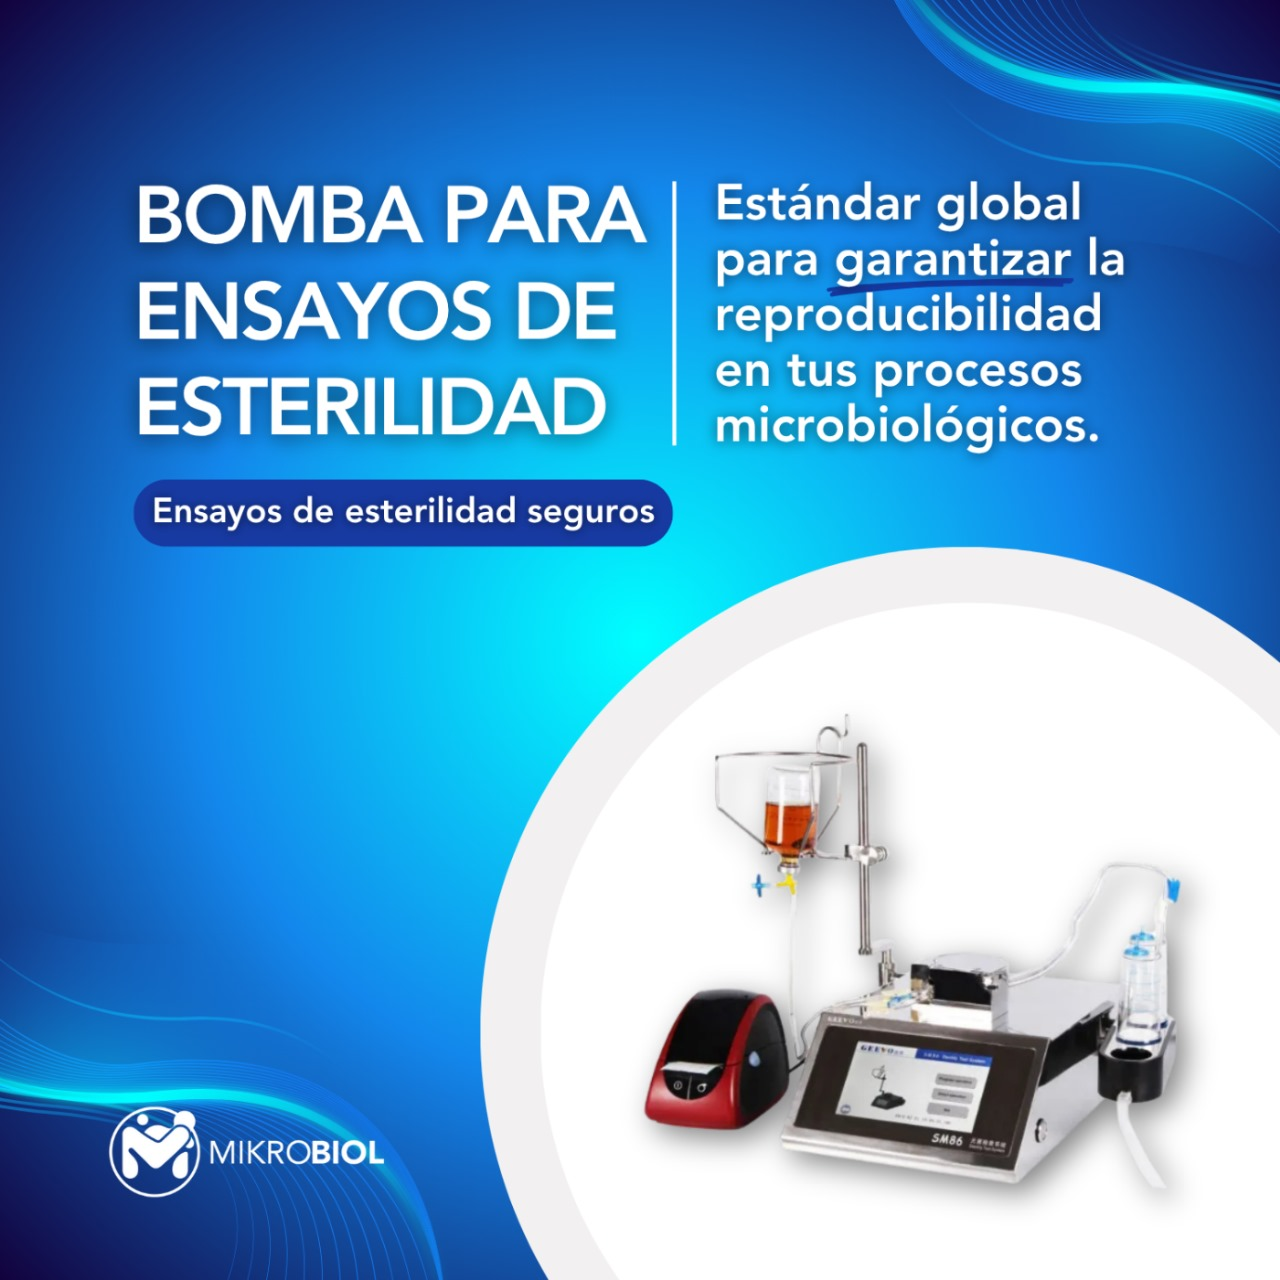 BOMBA PARA
ENSAYOS DE
ESTERILIDAD
Estándar global
para garantizar la
reproducibilidad
en tus procesos
microbiológicos.
Ensayos de esterilidad seguros
GEEVO
SM86
MIKROBIOL